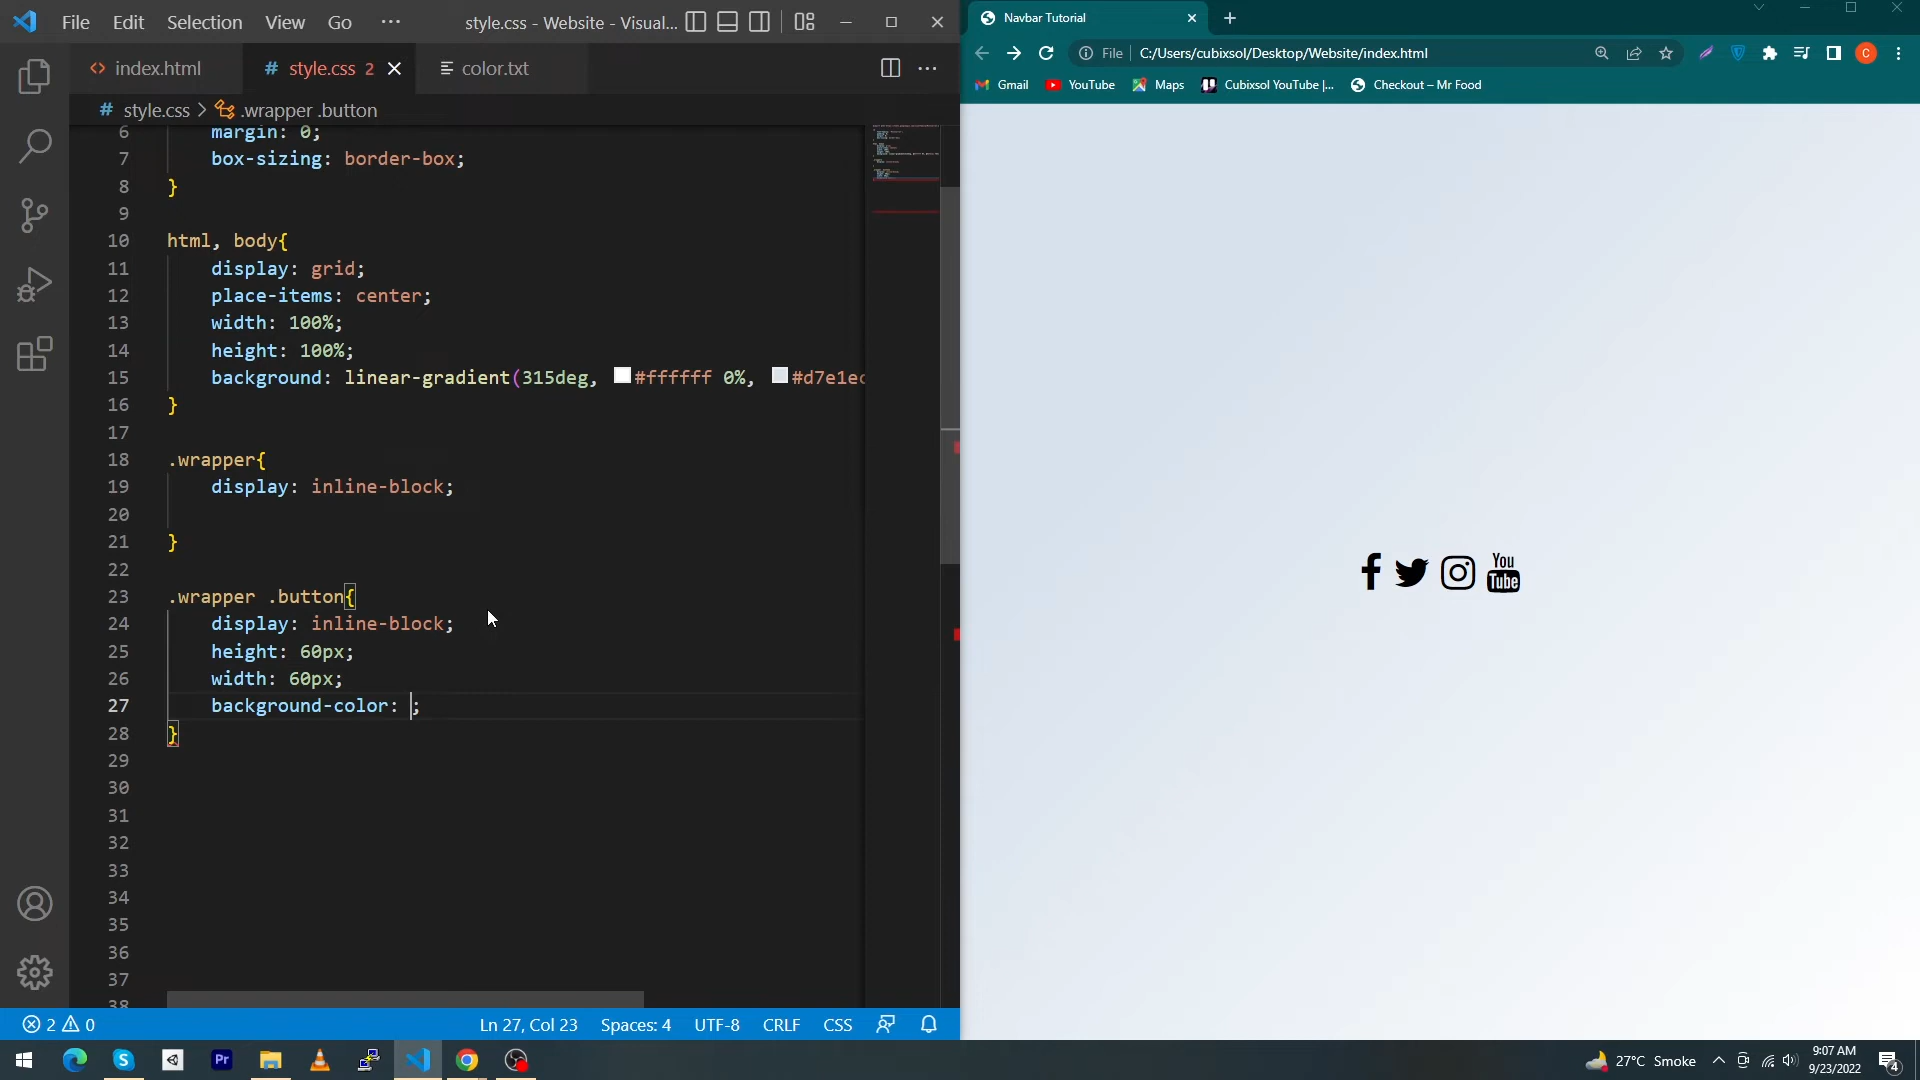 File Edit Selection View Go ··· style.css - Website - Visual...
index.html # style.css 2 color.txt ···
# style.css > .wrapper .button
6 margin: 0;
7 box-sizing: border-box;
8 }
9
10 html, body{
11 display: grid;
12 place-items: center;
13 width: 100%;
14 height: 100%;
15 background: linear-gradient(315deg, #ffffff 0%, #d7e1ec
16 }
17
18 .wrapper{
19 display: inline-block;
20
21 }
22
23 .wrapper .button{
24 display: inline-block;
25 height: 60px;
26 width: 60px;
27 background-color: ;
28 }
29
30
31
32
33
34
35
36
37
38
2 0 Ln 27, Col 23 Spaces: 4 UTF-8 CRLF CSS
Navbar Tutorial
File C:/Users/cubixsol/Desktop/Website/index.html C
Gmail YouTube Maps Cubixsol YouTube |... Checkout – Mr Food
You
Tube
S Pr 27°C Smoke 9:07 AM
9/23/2022 4